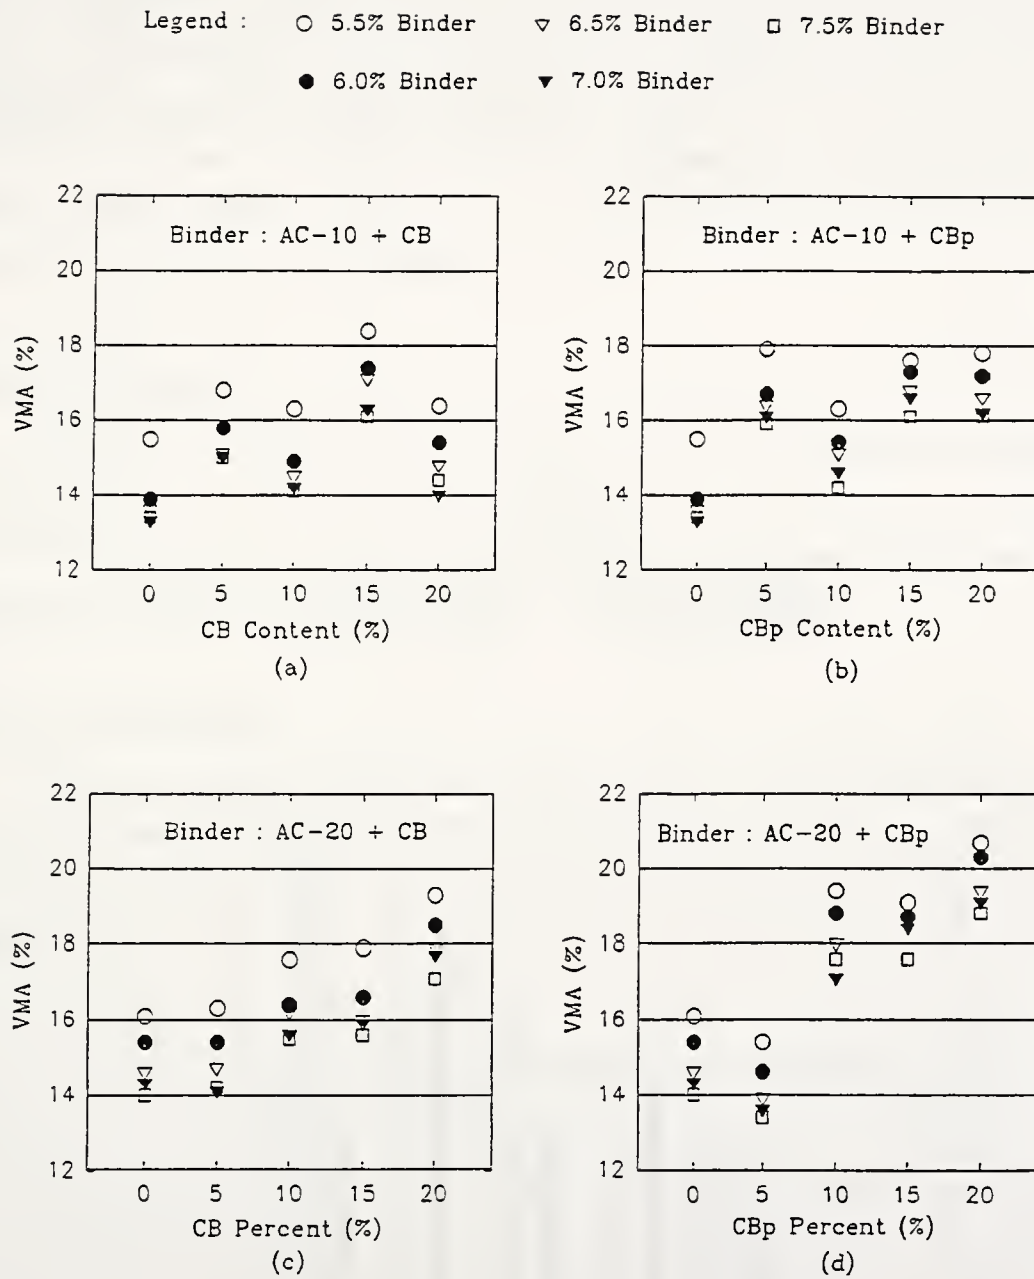 Legend : ○ 5.5% Binder ▽ 6.5% Binder □ 7.5% Binder
● 6.0% Binder ▼ 7.0% Binder
22
20
18
16
14
12
VMA (%)
Binder : AC-10 + CB
0 5 10 15 20
CB Content (%)
(a)
22
20
18
16
14
12
VMA (%)
Binder : AC-10 + CBp
0 5 10 15 20
CBp Content (%)
(b)
22
20
18
16
14
12
VMA (%)
Binder : AC-20 + CB
0 5 10 15 20
CB Percent (%)
(c)
22
20
18
16
14
12
VMA (%)
Binder : AC-20 + CBp
0 5 10 15 20
CBp Percent (%)
(d)